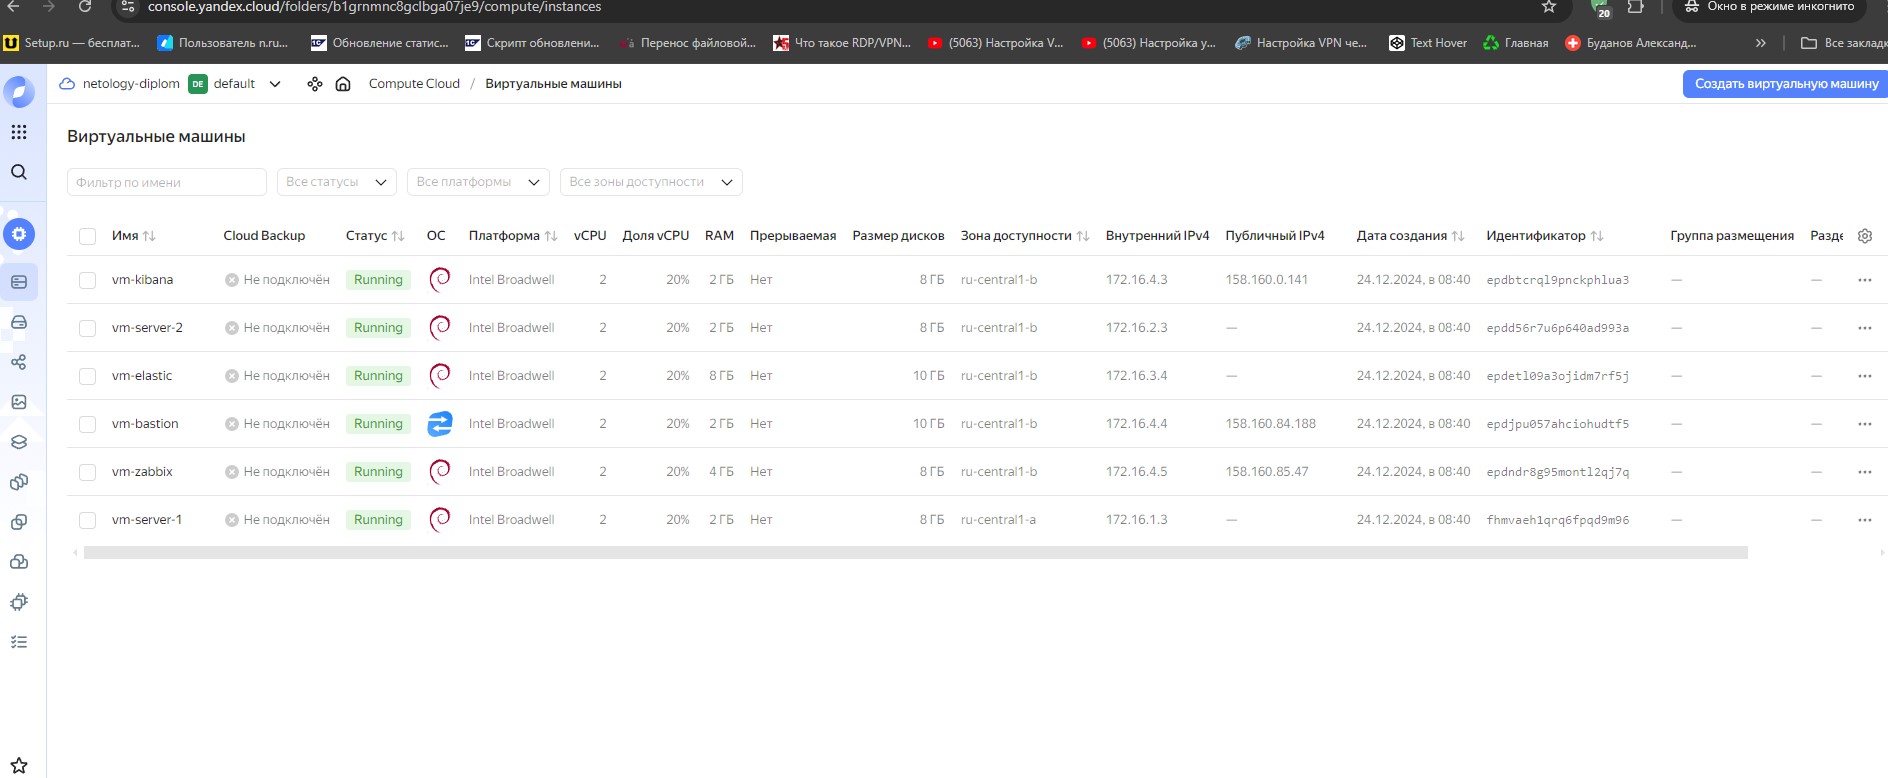 console.yandex.cloud/folders/b1grnmnc8gclbga07je9/compute/instances
20
Окно в режиме инкогнито
Setup.ru — бесплат...
Пользователь n.ru...
Обновление статис...
Скрипт обновлени...
Перенос файловой...
Что такое RDP/VPN...
(5063) Настройка V...
(5063) Настройка у...
Настройка VPN че...
Text Hover
Главная
Буданов Александ...
»
Все заклад
netology-diplom DE default
Compute Cloud / Виртуальные машины
Создать виртуальную машину
Виртуальные машины
Фильтр по имени
Все статусы
Все платформы
Все зоны доступности
Имя Cloud Backup Статус ОС Платформа vCPU Доля vCPU RAM Прерываемая Размер дисков Зона доступности Внутренний IPv4 Публичный IPv4 Дата создания Идентификатор Группа размещения Разде
vm-kibana Не подключён Running Intel Broadwell 2 20% 2 ГБ Нет 8 ГБ ru-central1-b 172.16.4.3 158.160.0.141 24.12.2024, в 08:40 epdbtcrql9pnckphlua3 — — ...
vm-server-2 Не подключён Running Intel Broadwell 2 20% 2 ГБ Нет 8 ГБ ru-central1-b 172.16.2.3 — 24.12.2024, в 08:40 epdd56r7u6p640ad993a — — ...
vm-elastic Не подключён Running Intel Broadwell 2 20% 8 ГБ Нет 10 ГБ ru-central1-b 172.16.3.4 — 24.12.2024, в 08:40 epdetl09a3ojidm7rf5j — — ...
vm-bastion Не подключён Running Intel Broadwell 2 20% 2 ГБ Нет 10 ГБ ru-central1-b 172.16.4.4 158.160.84.188 24.12.2024, в 08:40 epdjpu057ahciohudtf5 — — ...
vm-zabbix Не подключён Running Intel Broadwell 2 20% 4 ГБ Нет 8 ГБ ru-central1-b 172.16.4.5 158.160.85.47 24.12.2024, в 08:40 epdndr8g95montl2qj7q — — ...
vm-server-1 Не подключён Running Intel Broadwell 2 20% 2 ГБ Нет 8 ГБ ru-central1-a 172.16.1.3 — 24.12.2024, в 08:40 fhmvaeh1qrq6fpqd9m96 — — ...